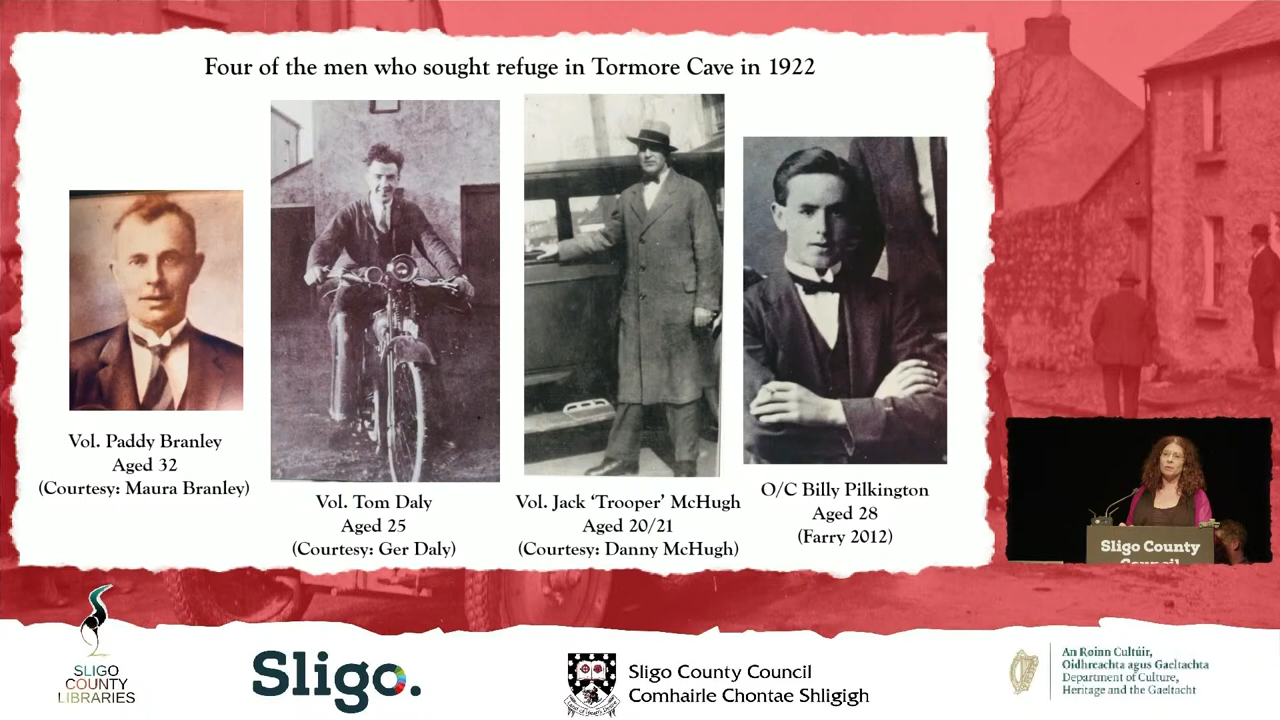 Four of the men who sought refuge in Tormore Cave in 1922
Vol. Paddy Branley
Aged 32
(Courtesy: Maura Branley)
Vol. Tom Daly
Aged 25
(Courtesy: Ger Daly)
Vol. Jack ‘Trooper’ McHugh
Aged 20/21
(Courtesy: Danny McHugh)
O/C Billy Pilkington
Aged 28
(Farry 2012)
Sligo County
Council
SLIGO
COUNTY
LIBRARIES
Sligo.
Sligo County Council
Comhairle Chontae Shligigh
An Roinn Cultúir,
Oidhreachta agus Gaeltachta
Department of Culture,
Heritage and the Gaeltacht